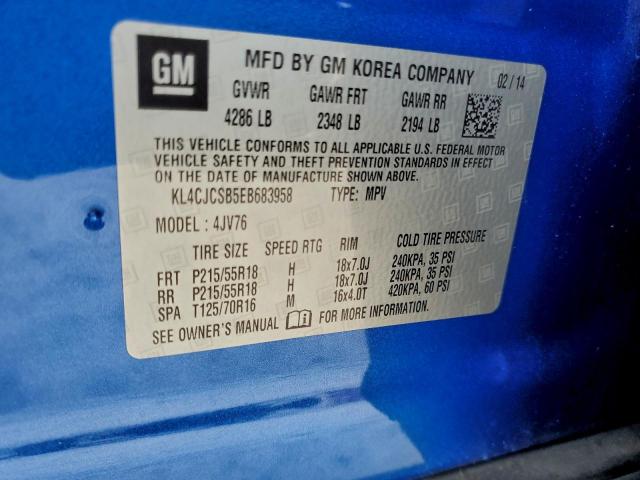 GM
MFD BY GM KOREA COMPANY 02 / 14
GVWR GAWR FRT GAWR RR
4286 LB 2348 LB 2194 LB
THIS VEHICLE CONFORMS TO ALL APPLICABLE U.S. FEDERAL MOTOR
VEHICLE SAFETY AND THEFT PREVENTION STANDARDS IN EFFECT
ON THE DATE OF MANUFACTURE SHOWN ABOVE.
KL4CJCSB5EB683958 TYPE: MPV
MODEL : 4JV76
TIRE SIZE SPEED RTG RIM COLD TIRE PRESSURE
FRT P215/55R18 H 18x7.0J 240KPA, 35 PSI
RR P215/55R18 H 18x7.0J 240KPA, 35 PSI
SPA T125/70R16 M 16x4.0T 420KPA, 60 PSI
SEE OWNER'S MANUAL FOR MORE INFORMATION.